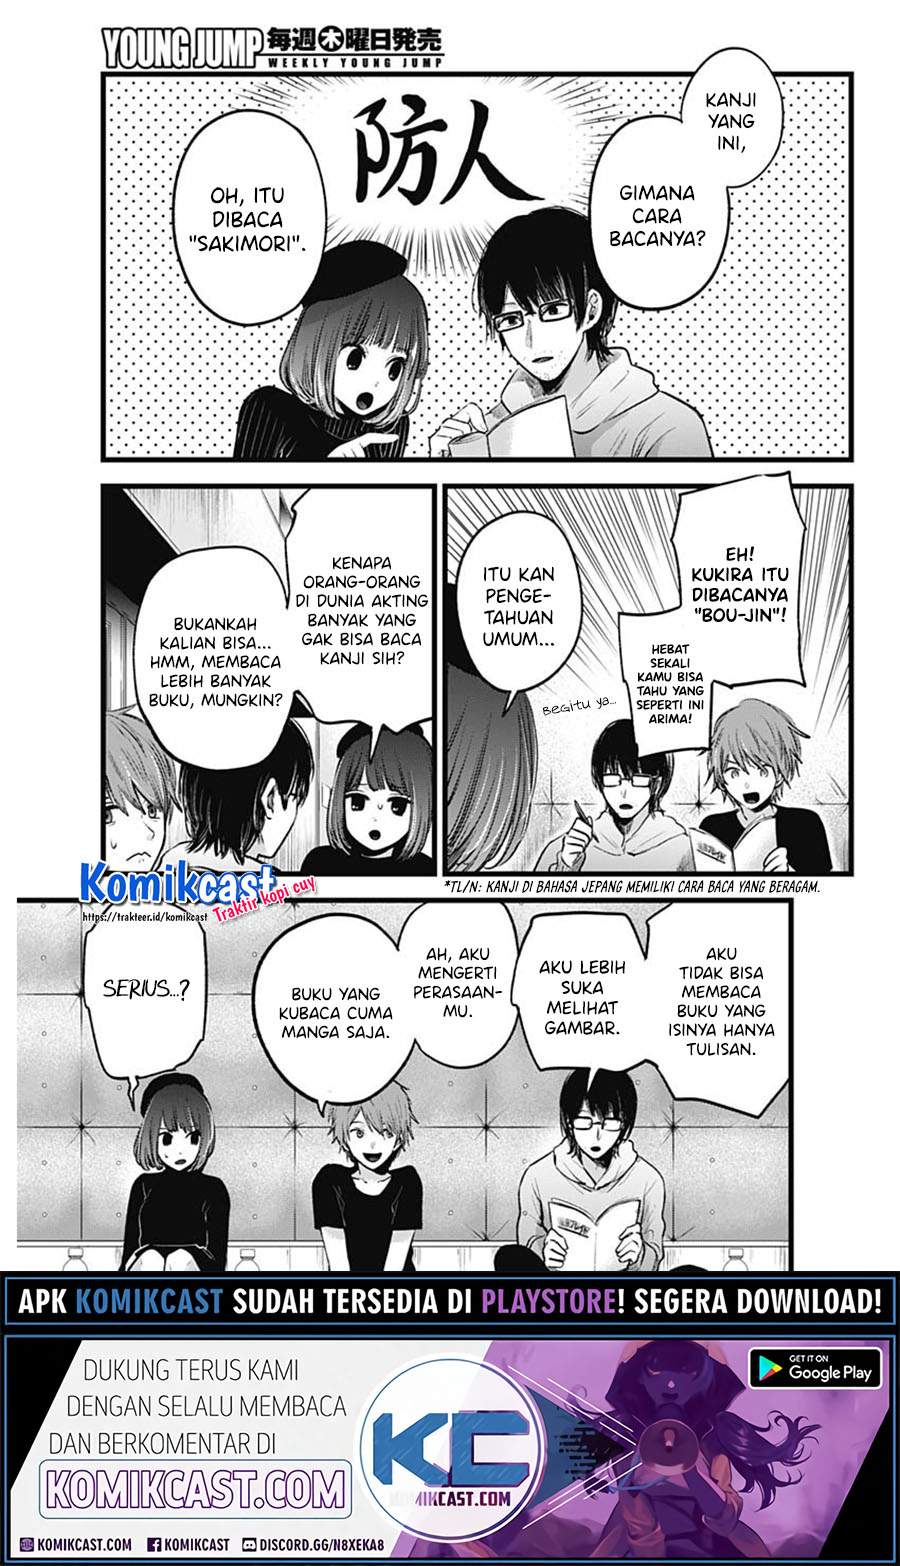 YOUNG JUMP 毎週木曜日発売
WEEKLY YOUNG JUMP
KANJI
YANG
INI,
GIMANA
CARA
BACANYA?
防人
OH, ITU
DIBACA
"SAKIMORI".
EH!
KUKIRA ITU
DIBACANYA
"BOU-JIN"!
HEBAT
SEKALI
KAMU BISA
TAHU YANG
SEPERTI INI
ARIMA!
Begitu ya...
ITU KAN
PENGE-
TAHUAN
UMUM...
*TL/N: KANJI DI BAHASA JEPANG MEMILIKI CARA BACA YANG BERAGAM.
KENAPA
ORANG-ORANG
DI DUNIA AKTING
BANYAK YANG
GAK BISA BACA
KANJI SIH?
BUKANKAH
KALIAN BISA...
HMM, MEMBACA
LEBIH BANYAK
BUKU, MUNGKIN?
Komikcast
https://trakteer.id/komikcast
Traktir kopi cuy
AKU
TIDAK BISA
MEMBACA
BUKU YANG
ISINYA HANYA
TULISAN.
AKU LEBIH
SUKA
MELIHAT
GAMBAR.
AH, AKU
MENGERTI
PERASAAN-
MU.
BUKU YANG
KUBACA CUMA
MANGA SAJA.
SERIUS...?
APK KOMIKCAST SUDAH TERSEDIA DI PLAYSTORE! SEGERA DOWNLOAD!
DUKUNG TERUS KAMI
DENGAN SELALU MEMBACA
DAN BERKOMENTAR DI
KOMIKCAST.COM
KOMIKCAST.COM KOMIKCAST DISCORD.GG/N8XEKA8
KC
KOMIKCAST.COM
GET IT ON
Google Play